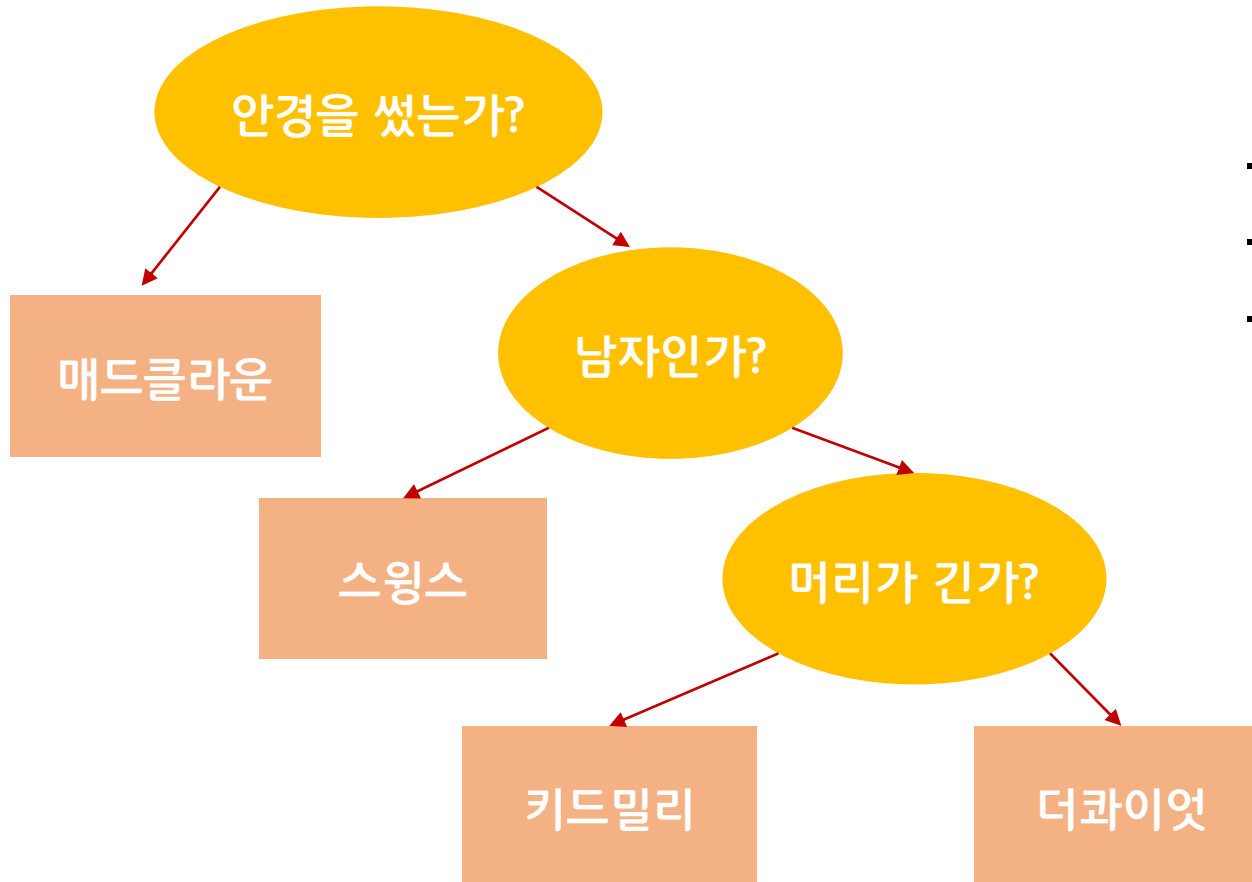 안경을 썼는가?
남자인가?
매드클라운
머리가 긴가?
스윙스
키드밀리
더콰이엇